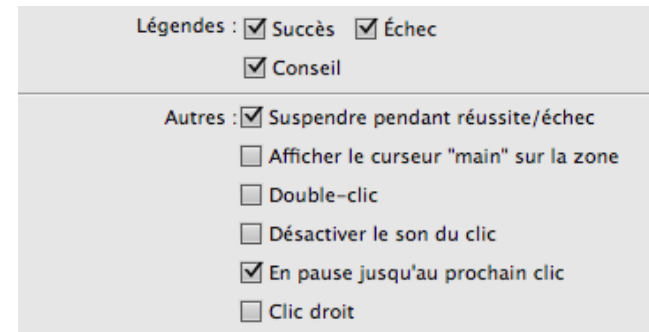 Légendes : Succès Échec
Conseil
Autres : Suspendre pendant réussite/échec
Afficher le curseur "main" sur la zone
Double-clic
Désactiver le son du clic
En pause jusqu'au prochain clic
Clic droit